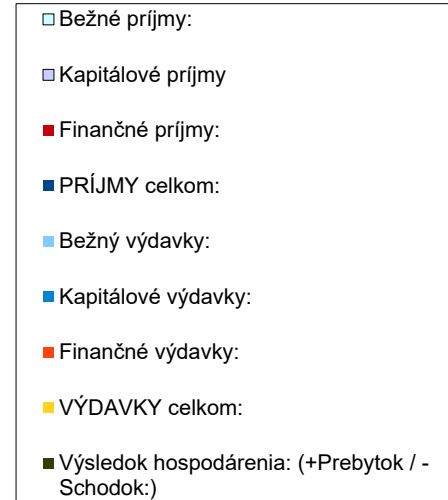 Bežné príjmy:
Kapitálové príjmy
Finančné príjmy:
PRÍJMY celkom:
Bežný výdavky:
Kapitálové výdavky:
Finančné výdavky:
VÝDAVKY celkom:
Výsledok hospodárenia: (+Prebytok / -
Schodok:)